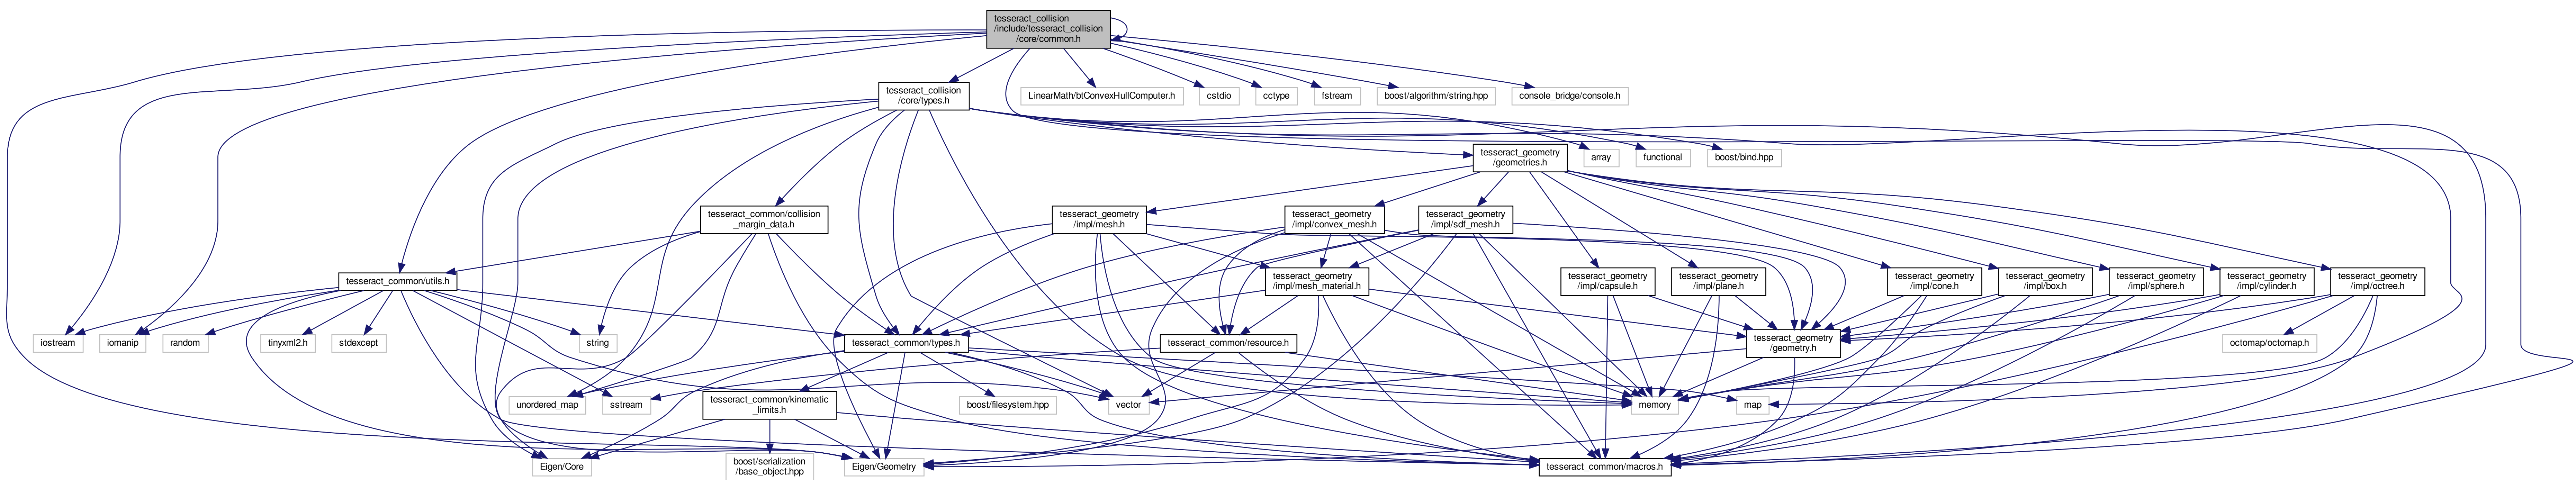 tesseract_collision
/include/tesseract_collision
/core/common.h
tesseract_collision
/core/types.h
LinearMath/btConvexHullComputer.h
cstdio
cctype
fstream
boost/algorithm/string.hpp
console_bridge/console.h
tesseract_geometry
/geometries.h
array
functional
boost/bind.hpp
tesseract_common/collision
_margin_data.h
tesseract_geometry
/impl/mesh.h
tesseract_geometry
/impl/convex_mesh.h
tesseract_geometry
/impl/sdf_mesh.h
tesseract_common/utils.h
tesseract_geometry
/impl/mesh_material.h
tesseract_geometry
/impl/capsule.h
tesseract_geometry
/impl/plane.h
tesseract_geometry
/impl/cone.h
tesseract_geometry
/impl/box.h
tesseract_geometry
/impl/sphere.h
tesseract_geometry
/impl/cylinder.h
tesseract_geometry
/impl/octree.h
iostream
iomanip
random
tinyxml2.h
stdexcept
string
tesseract_common/types.h
tesseract_common/resource.h
tesseract_geometry
/geometry.h
octomap/octomap.h
unordered_map
sstream
tesseract_common/kinematic
_limits.h
boost/filesystem.hpp
vector
memory
map
Eigen/Core
boost/serialization
/base_object.hpp
Eigen/Geometry
tesseract_common/macros.h